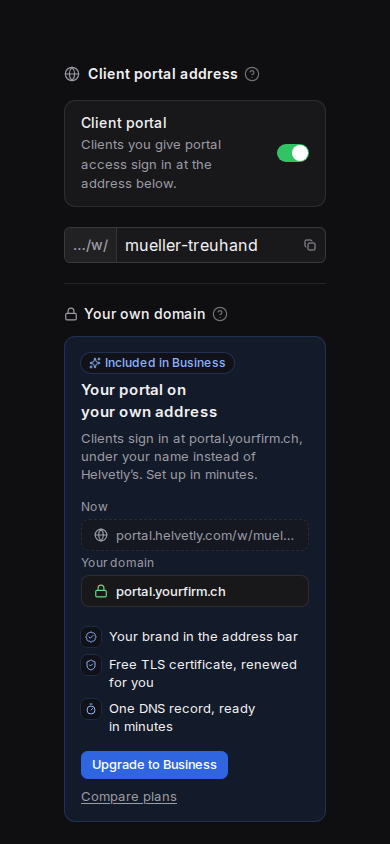 Client portal address
Client portal
Clients you give portal
access sign in at the
address below.
.../w/ mueller-treuhand
Your own domain
Included in Business
Your portal on
your own address
Clients sign in at portal.yourfirm.ch,
under your name instead of
Helvetly's. Set up in minutes.
Now
portal.helvetly.com/w/muel...
Your domain
portal.yourfirm.ch
Your brand in the address bar
Free TLS certificate, renewed
for you
One DNS record, ready
in minutes
Upgrade to Business
Compare plans